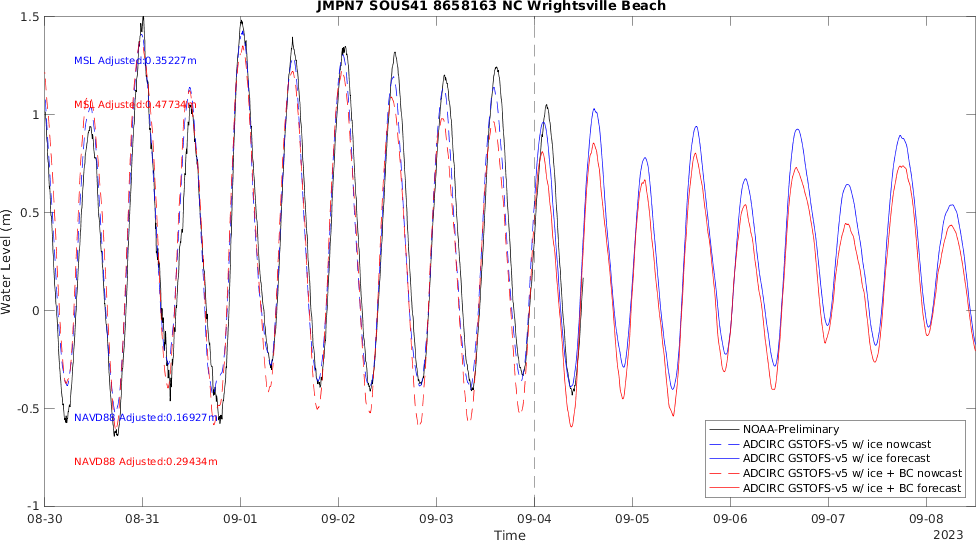 JMPN7 SOUS41 8658163 NC Wrightsville Beach
1.5
1
0.5
0
-0.5
-1
Water Level (m)
MSL Adjusted:0.35227m
MSL Adjusted:0.47734m
NAVD88 Adjusted:0.16927m
NAVD88 Adjusted:0.29434m
NOAA-Preliminary
ADCIRC GSTOFS-v5 w/ ice nowcast
ADCIRC GSTOFS-v5 w/ ice forecast
ADCIRC GSTOFS-v5 w/ ice + BC nowcast
ADCIRC GSTOFS-v5 w/ ice + BC forecast
08-30 08-31 09-01 09-02 09-03 09-04 09-05 09-06 09-07 09-08
Time
2023